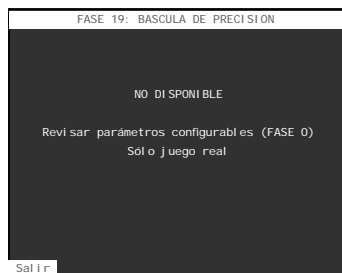 FASE 19: BASCULA DE PRECISION
NO DISPONIBLE
Revisar parámetros configurables (FASE 0)
Sólo juego real
Salir